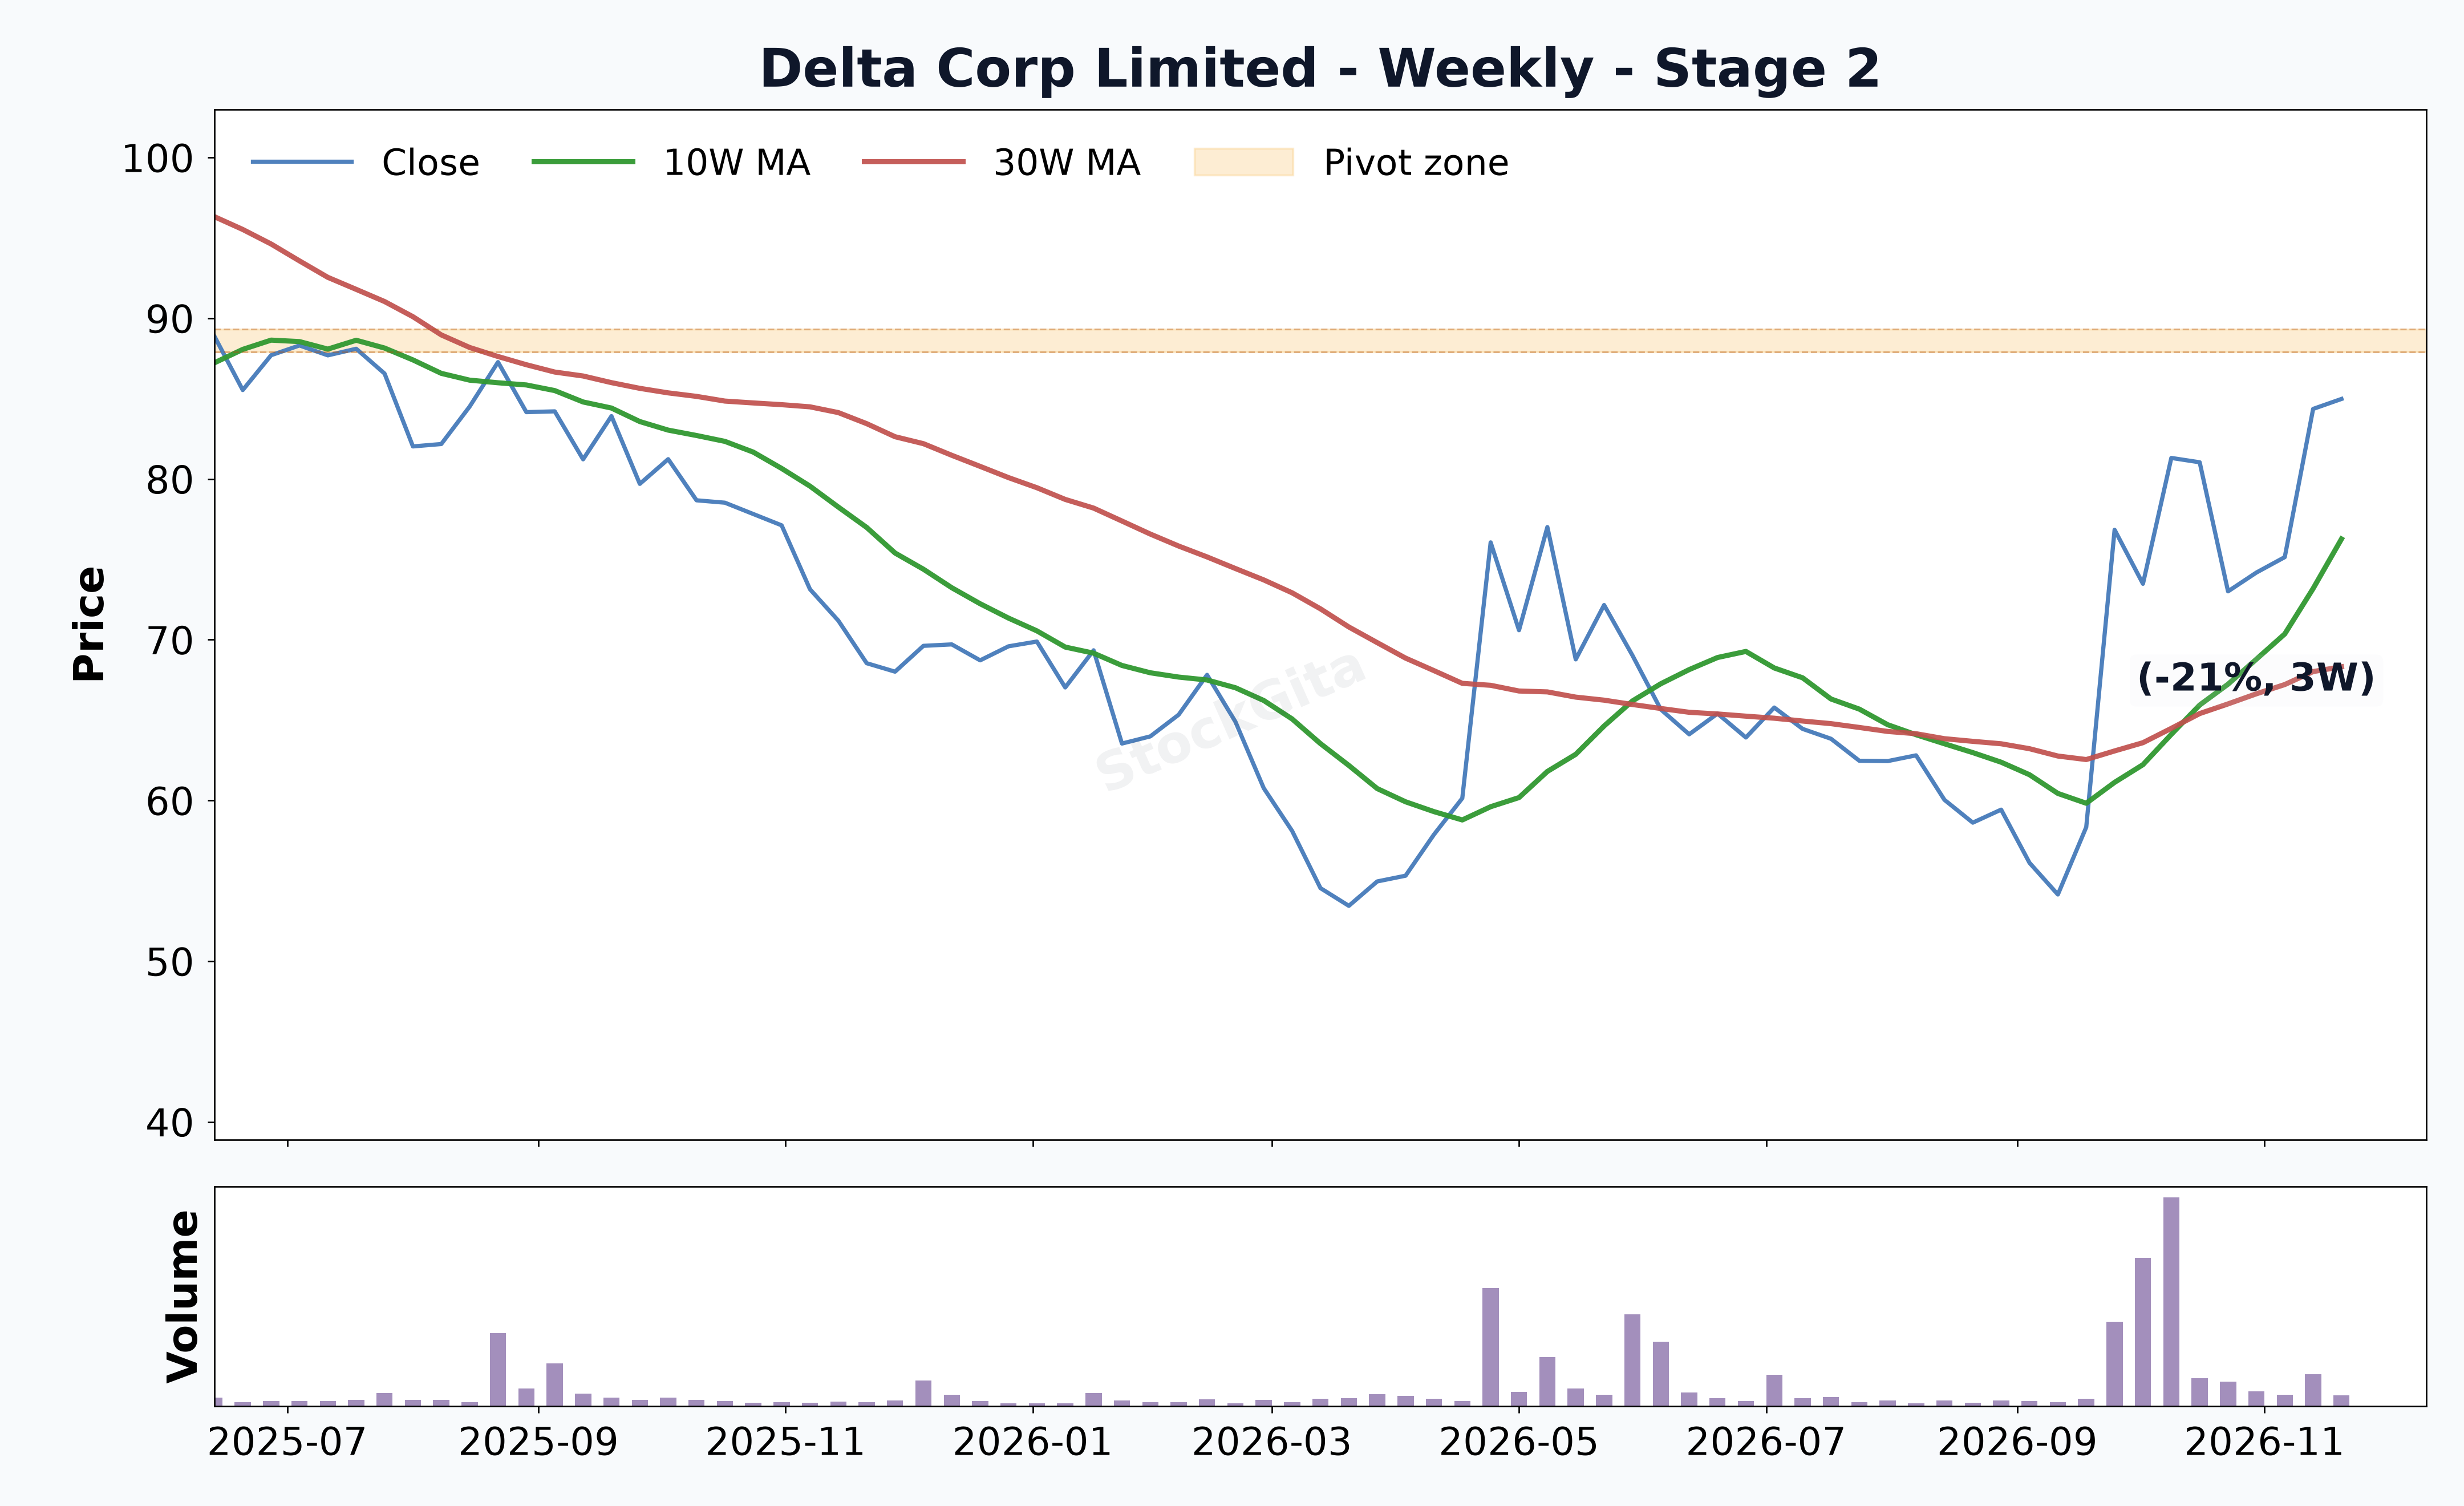 Delta Corp Limited - Weekly - Stage 2
Close 10W MA 30W MA Pivot zone
100
90
80
70
60
50
40
Price
(-21%, 3W)
StockGita
Volume
2025-07 2025-09 2025-11 2026-01 2026-03 2026-05 2026-07 2026-09 2026-11